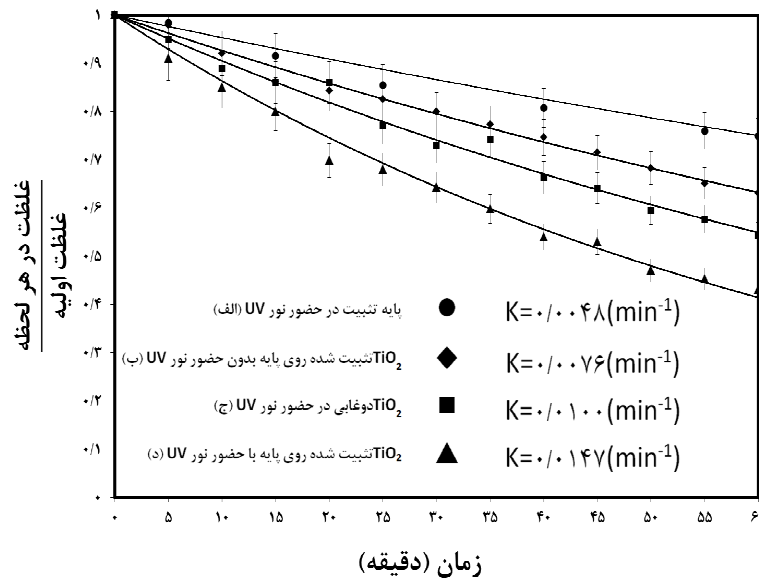 ۱
۰/۹
۰/۸
۰/۷
۰/۶
۰/۵
۰/۴
۰/۳
۰/۲
۰/۱
۰
غلظت در هر لحظه
غلظت اولیه
پایه تثبیت در حضور نور UV (الف)
K=۰/۰۰۴۸(min⁻¹)
TiO₂تثبیت شده روی پایه بدون حضور نور UV (ب)
K=۰/۰۰۷۶(min⁻¹)
TiO₂دوغابی در حضور نور UV (ج)
K=۰/۰۱۰۰(min⁻¹)
TiO₂تثبیت شده روی پایه با حضور نور UV (د)
K=۰/۰۱۴۷(min⁻¹)
۰ ۵ ۱۰ ۱۵ ۲۰ ۲۵ ۳۰ ۳۵ ۴۰ ۴۵ ۵۰ ۵۵ ۶
زمان (دقیقه)